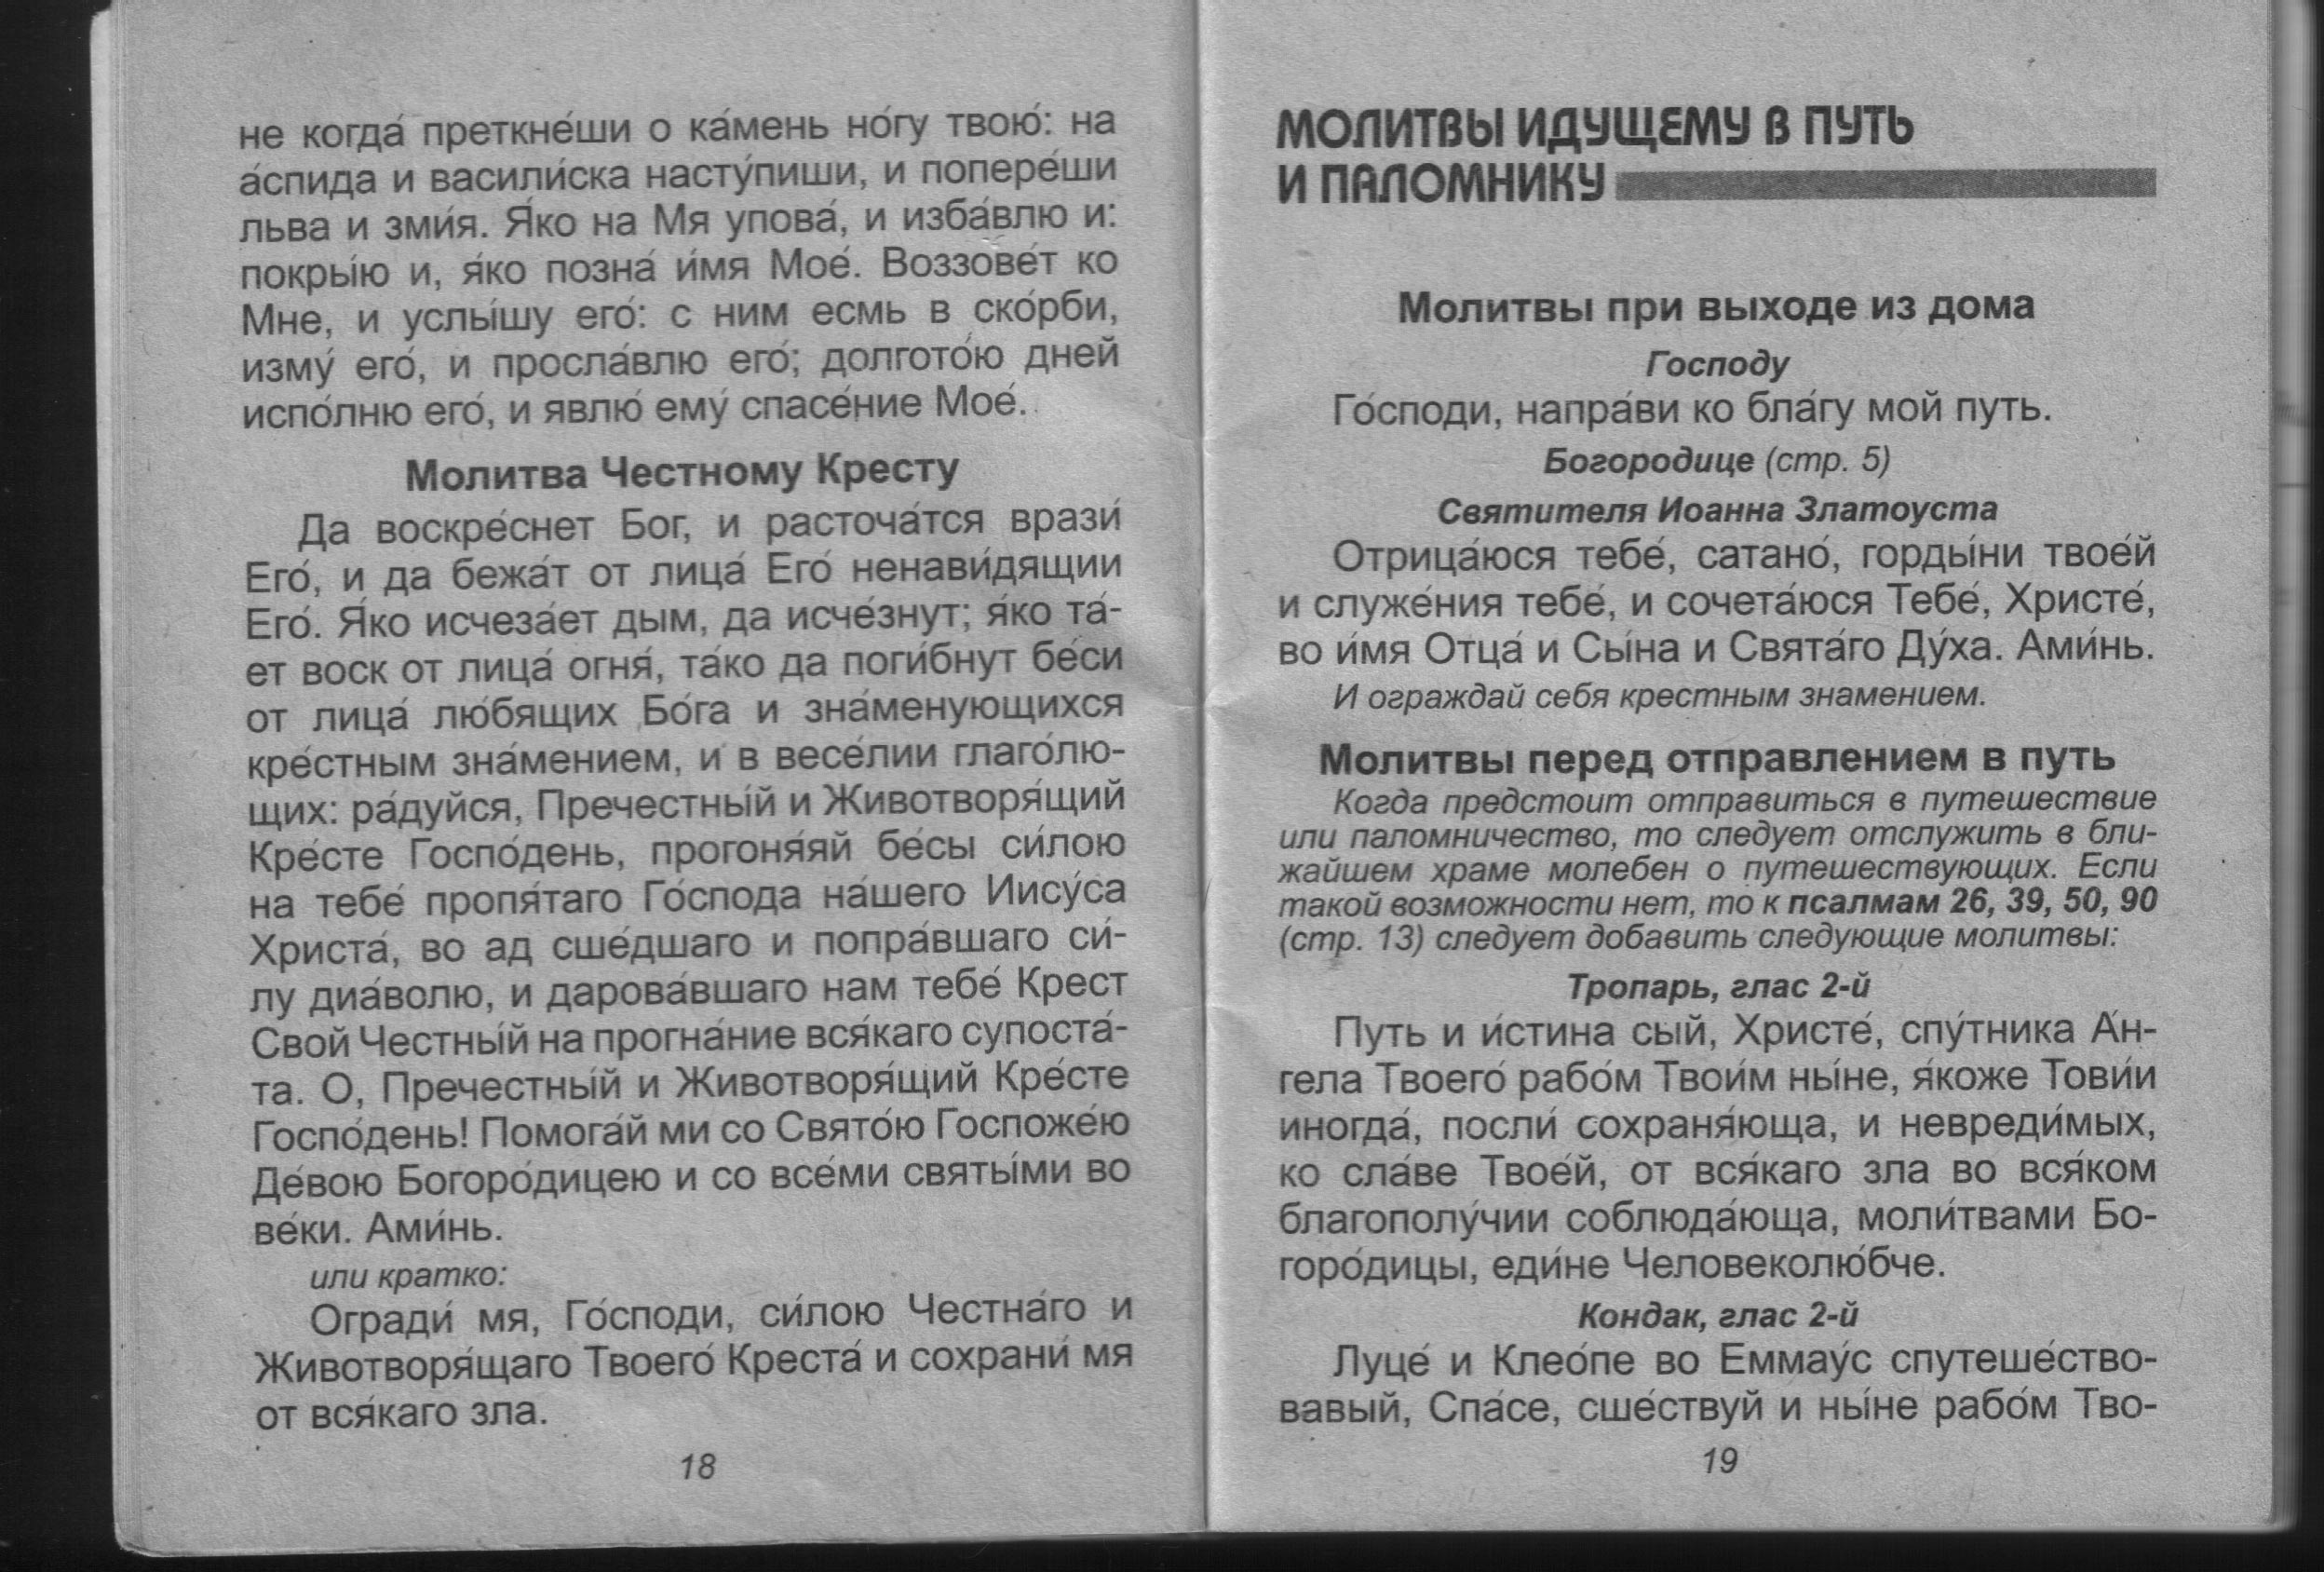 не когда́ преткне́ши о ка́мень но́гу твою́: на
а́спида и васили́ска насту́пиши, и попере́ши
льва и зми́я. Я́ко на Мя упова́, и изба́влю и:
покры́ю и, я́ко позна́ и́мя Мое́. Воззове́т ко
Мне, и услы́шу его́: с ним есмь в ско́рби,
изму́ его́, и просла́влю его́; долгото́ю дней
испо́лню его́, и явлю́ ему́ спасе́ние Мое́.
Молитва Честному Кресту
Да воскре́снет Бог, и расточа́тся врази́
Его́, и да бежа́т от лица́ Его́ ненави́дящии
Его́. Я́ко исчеза́ет дым, да исче́знут; я́ко та́-
ет воск от лица́ огня́, та́ко да поги́бнут бе́си
от лица́ лю́бящих Бо́га и зна́менующихся
кре́стным зна́мением, и в весе́лии глаго́лю-
щих: ра́дуйся, Пречестны́й и Животворя́щий
Кре́сте Госпо́день, прогоня́яй бе́сы си́лою
на тебе́ пропя́таго Го́спода на́шего Иису́са
Христа́, во ад сше́дшаго и попра́вшаго си́-
лу диа́волю, и дарова́вшаго нам тебе́ Крест
Свой Честны́й на прогна́ние вся́каго супоста́-
та. О, Пречестны́й и Животворя́щий Кре́сте
Госпо́день! Помога́й ми со Свято́ю Госпоже́ю
Де́вою Богоро́дицею и со все́ми святы́ми во
ве́ки. Ами́нь.
или кратко:
Огради́ мя, Го́споди, си́лою Честна́го и
Животворя́щаго Твоего́ Креста́ и сохрани́ мя
от вся́каго зла.
18
МОЛИТВЫ ИДУЩЕМУ В ПУТЬ
И ПАЛОМНИКУ
Молитвы при выходе из дома
Господу
Го́споди, напра́ви ко бла́гу мой путь.
Богородице (стр. 5)
Святителя Иоанна Златоуста
Отрица́юся тебе́, сатано́, горды́ни твое́й
и служе́ния тебе́, и сочета́юся Тебе́, Христе́,
во и́мя Отца́ и Сы́на и Свята́го Ду́ха. Ами́нь.
И ограждай себя крестным знамением.
Молитвы перед отправлением в путь
Когда предстоит отправиться в путешествие
или паломничество, то следует отслужить в бли-
жайшем храме молебен о путешествующих. Если
такой возможности нет, то к псалмам 26, 39, 50, 90
(стр. 13) следует добавить следующие молитвы:
Тропарь, глас 2-й
Путь и и́стина сый, Христе́, спу́тника А́н-
гела Твоего́ рабо́м Твои́м ны́не, я́коже Тови́и
иногда́, посли́ сохраня́юща, и невреди́мых,
ко сла́ве Твое́й, от вся́каго зла во вся́ком
благополу́чии соблюда́юща, моли́твами Бо-
горо́дицы, еди́не Человеколю́бче.
Кондак, глас 2-й
Луце́ и Клео́пе во Еммау́с спутеше́ство-
вавый, Спа́се, сше́ствуй и ны́не рабо́м Тво-
19